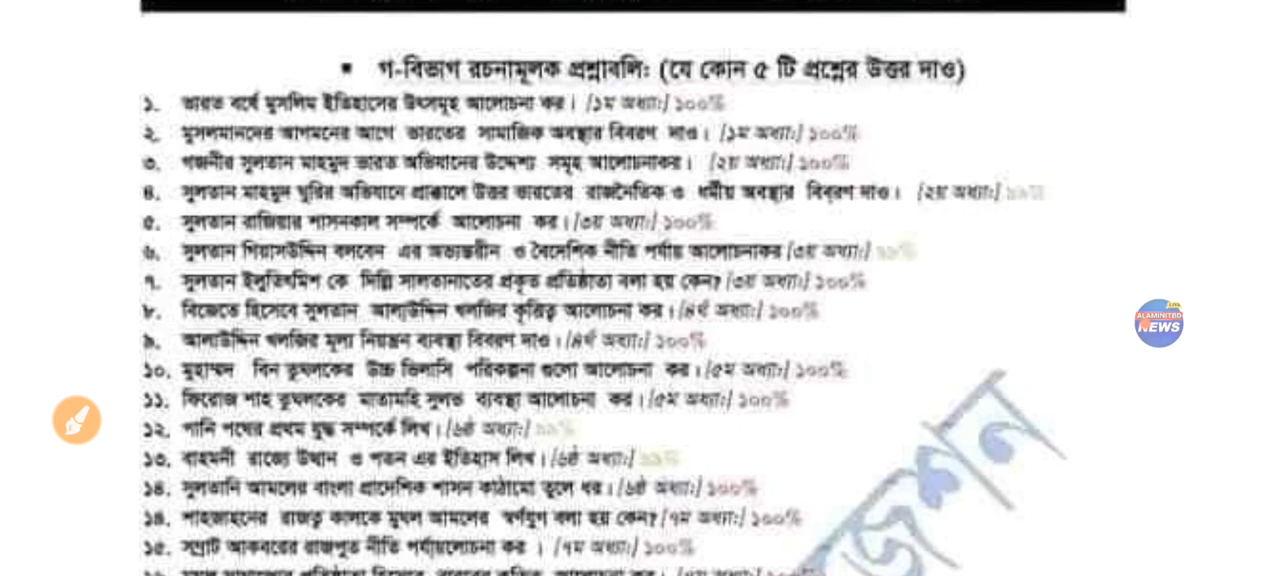 গ-বিভাগ রচনামূলক প্রশ্নাবলি: (যে কোন ৫ টি প্রশ্নের উত্তর দাও)
১. ভারত বর্ষে মুসলিম ইতিহাসের উৎসমূহ আলোচনা কর। [১ম অধ্যা:] ১০০%
২. মুসলমানদের আগমনের আগে ভারতের সামাজিক অবস্থার বিবরণ দাও। [১ম অধ্যা:] ১০০%
৩. গজনীর সুলতান মাহমুদ ভারত অভিযানের উদ্দেশ্য সমূহ আলোচনাকর। [২য় অধ্যা:] ১০০%
৪. সুলতান মাহমুদ ঘুরির অভিযানে প্রাক্কালে উত্তর ভারতের রাজনৈতিক ও ধর্মীয় অবস্থার বিবরণ দাও। [২য় অধ্যা:]
৫. সুলতান রাজিয়ার শাসনকাল সম্পর্কে আলোচনা কর। [৩য় অধ্যা:] ১০০%
৬. সুলতান গিয়াসউদ্দিন বলবেন এর অভ্যন্তরীন ও বৈদেশিক নীতি পর্যায় আলোচনাকর [৩য় অধ্যা:]
৭. সুলতান ইলতুৎমিশ কে দিল্লি সালতানাতের প্রকৃত প্রতিষ্ঠাতা বলা হয় কেন? [৩য় অধ্যা:] ১০০%
৮. বিজেতে হিসেবে সুলতান আলাউদ্দিন খলজির কৃতিত্ব আলোচনা কর। [৪র্থ অধ্যা:] ১০০%
৯. আলাউদ্দিন খলজির মূল্য নিয়ন্ত্রন ব্যবস্থা বিবরণ দাও। [৪র্থ অধ্যা:] ১০০%
১০. মুহাম্মদ বিন তুঘলকের উচ্চ ভিলাসি পরিকল্পনা গুলো আলোচনা কর। [৫ম অধ্যা:] ১০০%
১১. ফিরোজ শাহ তুঘলকের মাতামহি সুলভ ব্যবস্থা আলোচনা কর। [৫ম অধ্যা:] ১০০%
১২. পানি পথের প্রথম যুদ্ধ সম্পর্কে লিখ। [৬ষ্ঠ অধ্যা:]
১৩. বাহমনী রাজ্যে উত্থান ও পতন এর ইতিহাস লিখ। [৬ষ্ঠ অধ্যা:]
১৪. সুলতানি আমলের বাংলা প্রাদেশিক শাসন কাঠামো তুলে ধর। [৬ষ্ঠ অধ্যা:] ১০০%
১৪. শাহজাহানের রাজত্ব কালকে মুঘল আমলের স্বর্ণযুগ বলা হয় কেন? [৭ম অধ্যা:] ১০০%
১৫. সম্রাট আকবরের রাজপুত নীতি পর্যায়লোচনা কর । [৭ম অধ্যা:] ১০০%
LIVE
ALAMINITBD
NEWS